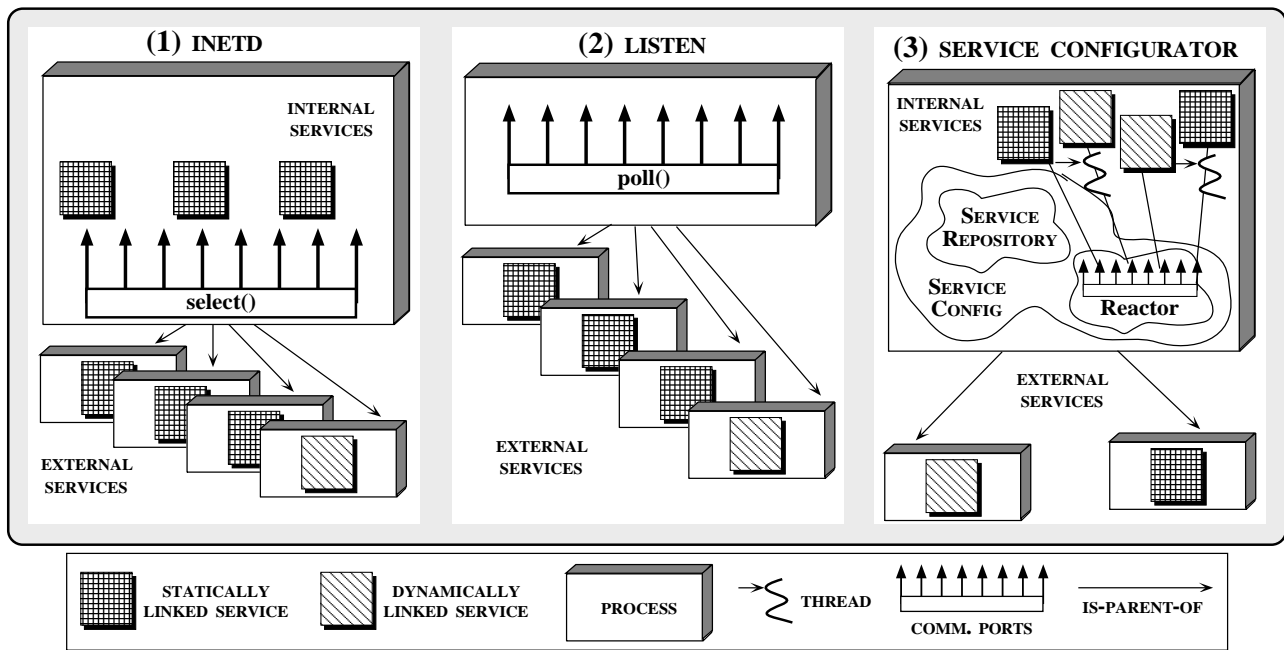 (1) INETD
INTERNAL
SERVICES
select()
EXTERNAL
SERVICES
(2) LISTEN
poll()
EXTERNAL
SERVICES
(3) SERVICE CONFIGURATOR
INTERNAL
SERVICES
SERVICE
REPOSITORY
SERVICE
CONFIG
Reactor
EXTERNAL
SERVICES
STATICALLY
LINKED SERVICE
DYNAMICALLY
LINKED SERVICE
PROCESS
THREAD
COMM. PORTS
IS-PARENT-OF